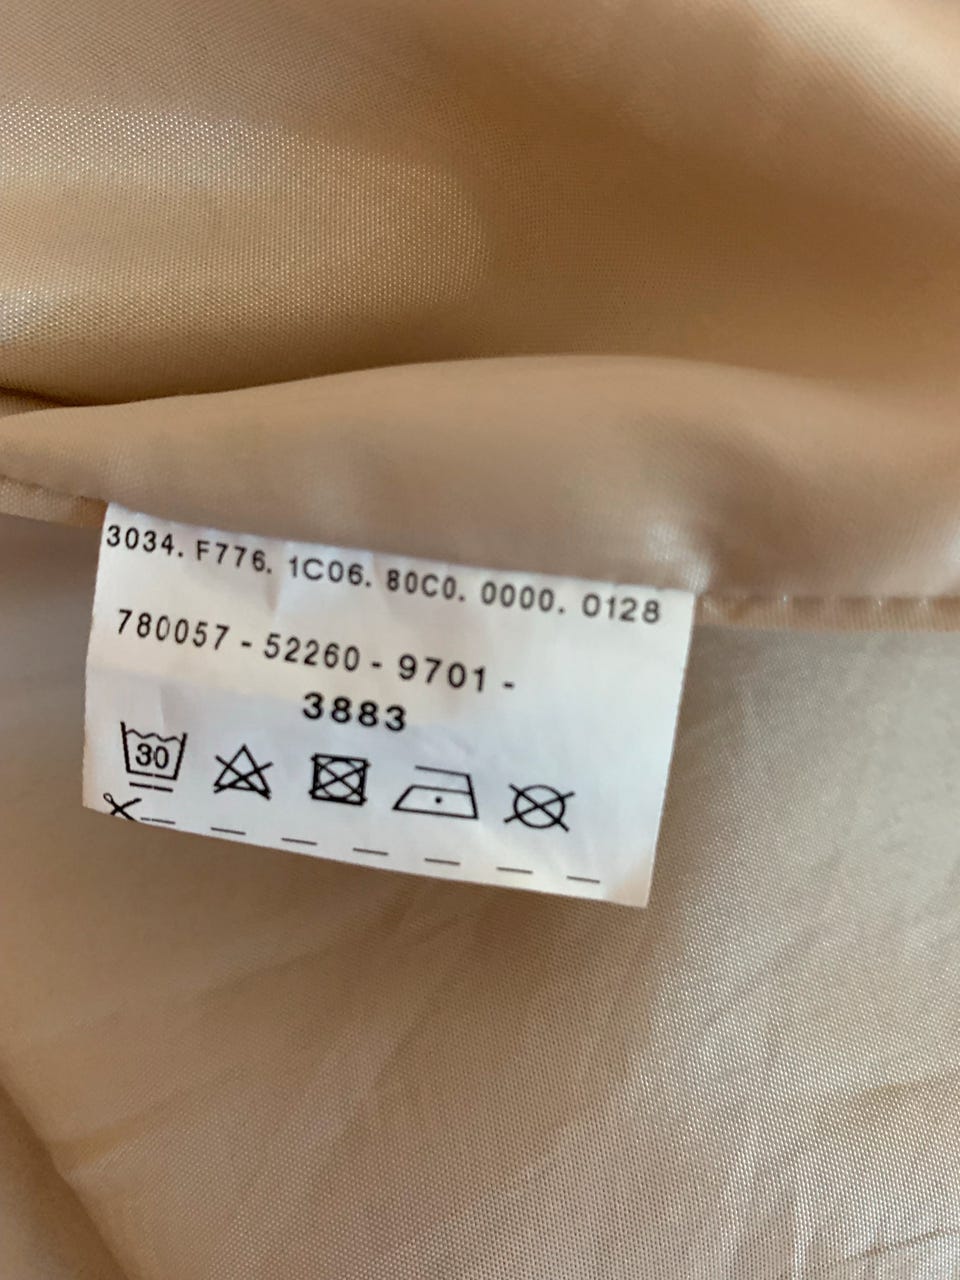 3034. F776. 1C06. 80C0. 0000. 0128
780057 - 52260 - 9701 -
3883
30